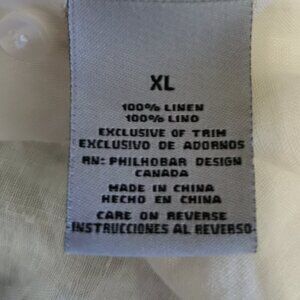 XL
100% LINEN
100% LINO
EXCLUSIVE OF TRIM
EXCLUSIVO DE ADORNOS
RN: PHILHOBAR DESIGN
CANADA
MADE IN CHINA
HECHO EN CHINA
CARE ON REVERSE
-INSTRUCCIONES AL REVERSO-